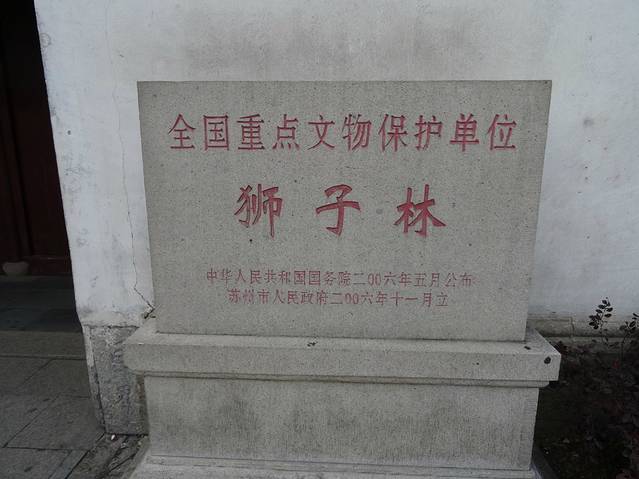 全国重点文物保护单位
狮子林
中华人民共和国国务院二00六年五月公布
苏州市人民政府二00六年十一月立